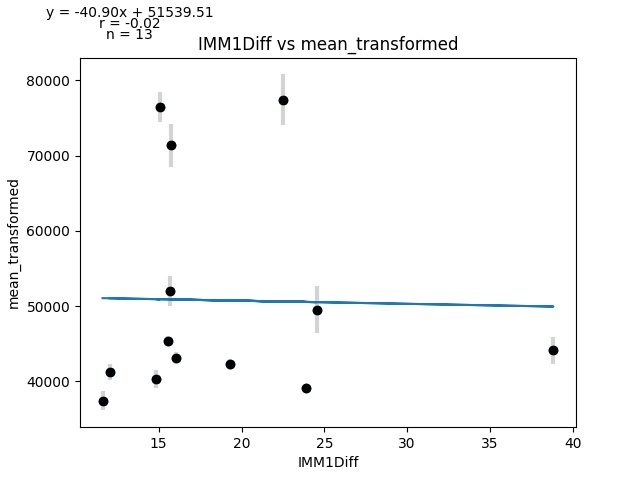 y = -40.90x + 51539.51
r = -0.02
n = 13
IMM1Diff vs mean_transformed
80000
70000
60000
50000
40000
mean_transformed
15
20
25
30
35
40
IMM1Diff